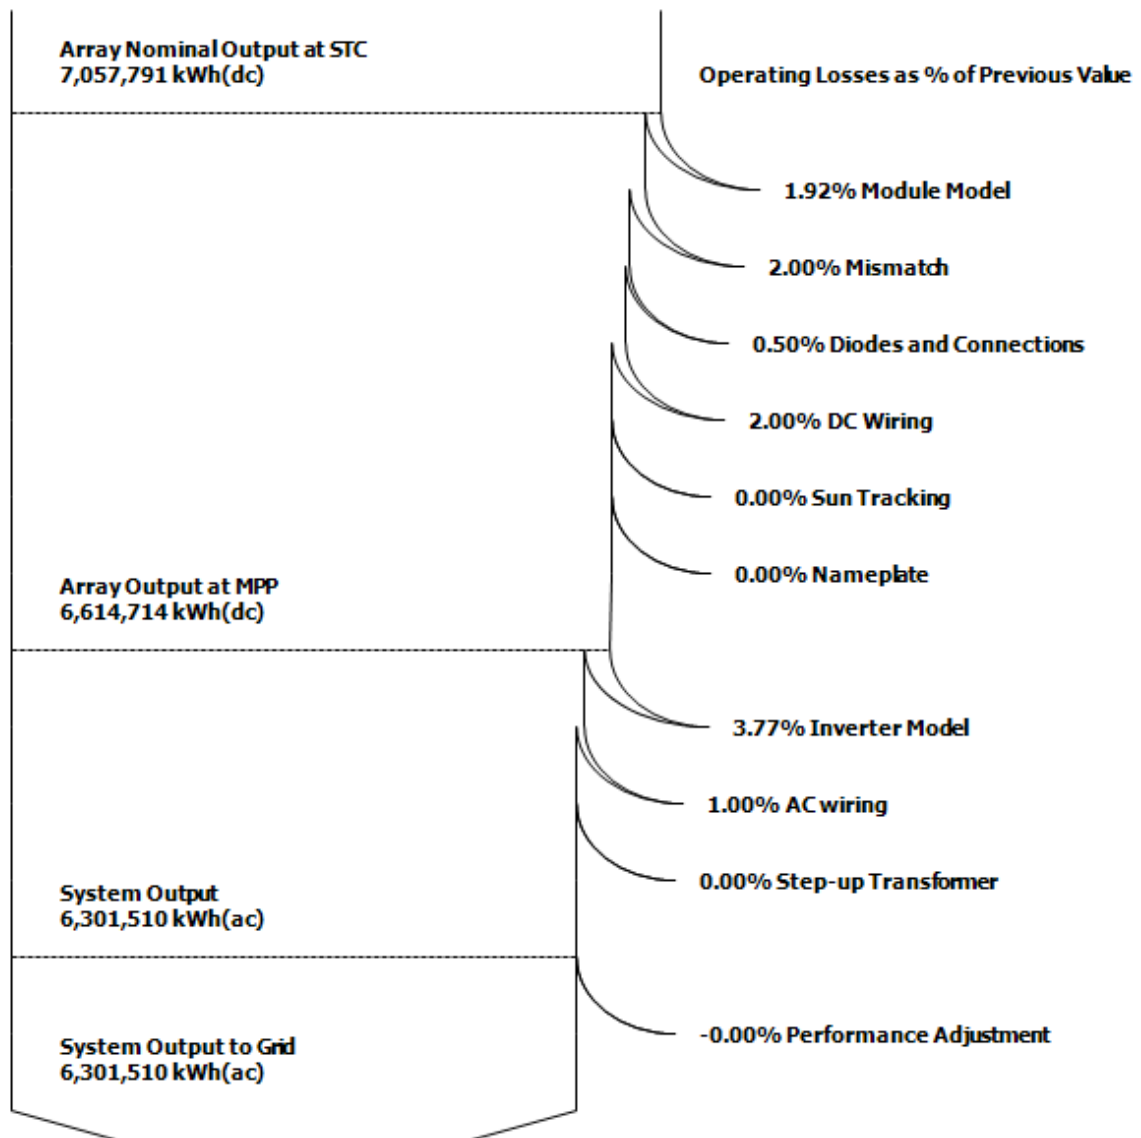 Array Nominal Output at STC
7,057,791 kWh(dc)
Operating Losses as % of Previous Value
1.92% Module Model
2.00% Mismatch
0.50% Diodes and Connections
2.00% DC Wiring
0.00% Sun Tracking
0.00% Nameplate
Array Output at MPP
6,614,714 kWh(dc)
3.77% Inverter Model
1.00% AC wiring
0.00% Step-up Transformer
System Output
6,301,510 kWh(ac)
-0.00% Performance Adjustment
System Output to Grid
6,301,510 kWh(ac)